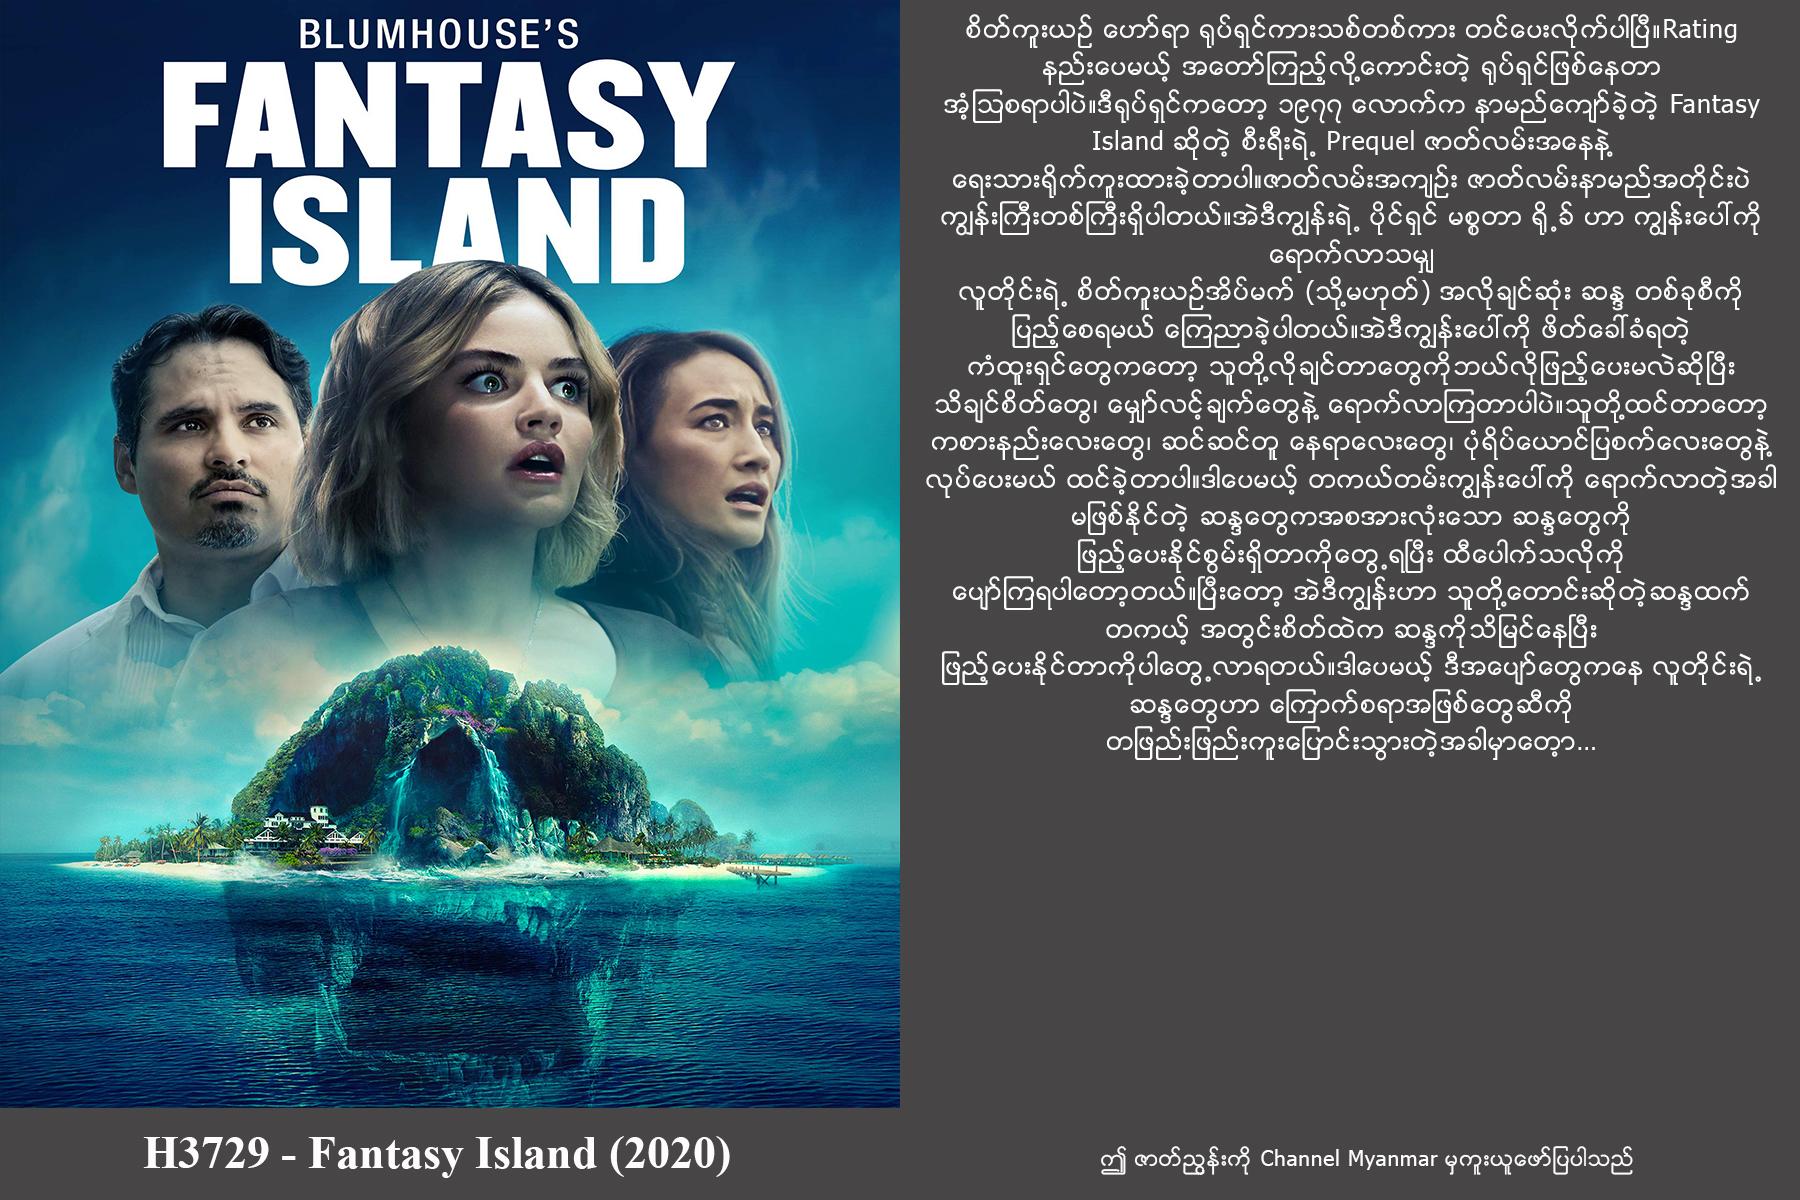 BLUMHOUSE'S
FANTASY
ISLAND
H3729 - Fantasy Island (2020)
စိတ်ကူးယဉ် ဟော်ရာ ရုပ်ရှင်ကားသစ်တစ်ကား တင်ပေးလိုက်ပါပြီ။Rating
နည်းပေမယ့် အတော်ကြည့်လို့ကောင်းတဲ့ ရုပ်ရှင်ဖြစ်နေတာ
အံ့ဩစရာပါပဲ။ဒီရုပ်ရှင်ကတော့ ၁၉၇၇ လောက်က နာမည်ကျော်ခဲ့တဲ့ Fantasy
Island ဆိုတဲ့ စီးရီးရဲ့ Prequel ဇာတ်လမ်းအနေနဲ့
ရေးသားရိုက်ကူးထားခဲ့တာပါ။ဇာတ်လမ်းအကျဉ်း ဇာတ်လမ်းနာမည်အတိုင်းပဲ
ကျွန်းကြီးတစ်ကြီးရှိပါတယ်။အဲဒီကျွန်းရဲ့ ပိုင်ရှင် မစ္စတာ ရို့ခ် ဟာ ကျွန်းပေါ်ကို
ရောက်လာသမျှ
လူတိုင်းရဲ့ စိတ်ကူးယဉ်အိပ်မက် (သို့မဟုတ်) အလိုချင်ဆုံး ဆန္ဒ တစ်ခုစီကို
ပြည့်စေရမယ် ကြေညာခဲ့ပါတယ်။အဲဒီကျွန်းပေါ်ကို ဖိတ်ခေါ်ခံရတဲ့
ကံထူးရှင်တွေကတော့ သူတို့လိုချင်တာတွေကိုဘယ်လိုဖြည့်ပေးမလဲဆိုပြီး
သိချင်စိတ်တွေ၊ မျှော်လင့်ချက်တွေနဲ့ ရောက်လာကြတာပါပဲ။သူတို့ထင်တာတော့
ကစားနည်းလေးတွေ၊ ဆင်ဆင်တူ နေရာလေးတွေ၊ ပုံရိပ်ယောင်ပြစက်လေးတွေနဲ့
လုပ်ပေးမယ် ထင်ခဲ့တာပါ။ဒါပေမယ့် တကယ်တမ်းကျွန်းပေါ်ကို ရောက်လာတဲ့အခါ
မဖြစ်နိုင်တဲ့ ဆန္ဒတွေကအစအားလုံးသော ဆန္ဒတွေကို
ဖြည့်ပေးနိုင်စွမ်းရှိတာကိုတွေ့ရပြီး ထီပေါက်သလိုကို
ပျော်ကြရပါတော့တယ်။ပြီးတော့ အဲဒီကျွန်းဟာ သူတို့တောင်းဆိုတဲ့ဆန္ဒထက်
တကယ့် အတွင်းစိတ်ထဲက ဆန္ဒကိုသိမြင်နေပြီး
ဖြည့်ပေးနိုင်တာကိုပါတွေ့လာရတယ်။ဒါပေမယ့် ဒီအပျော်တွေကနေ လူတိုင်းရဲ့
ဆန္ဒတွေဟာ ကြောက်စရာအဖြစ်တွေဆီကို
တဖြည်းဖြည်းကူးပြောင်းသွားတဲ့အခါမှာတော့...
ဤ ဇာတ်ညွှန်းကို Channel Myanmar မှကူးယူဖော်ပြပါသည်